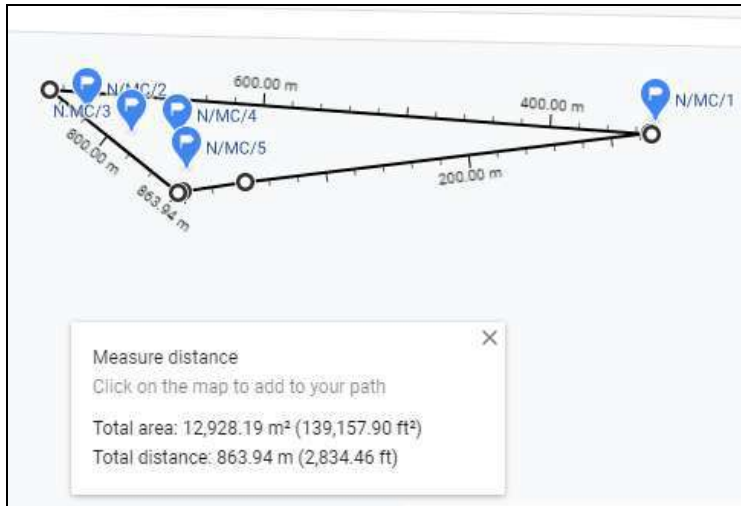 600.00 m
400.00 m
N/MC/1
N/MC/2
N.MC/3
N/MC/4
N/MC/5
800.00 m
863.94 m
200.00 m
Measure distance
Click on the map to add to your path
Total area: 12,928.19 m² (139,157.90 ft²)
Total distance: 863.94 m (2,834.46 ft)